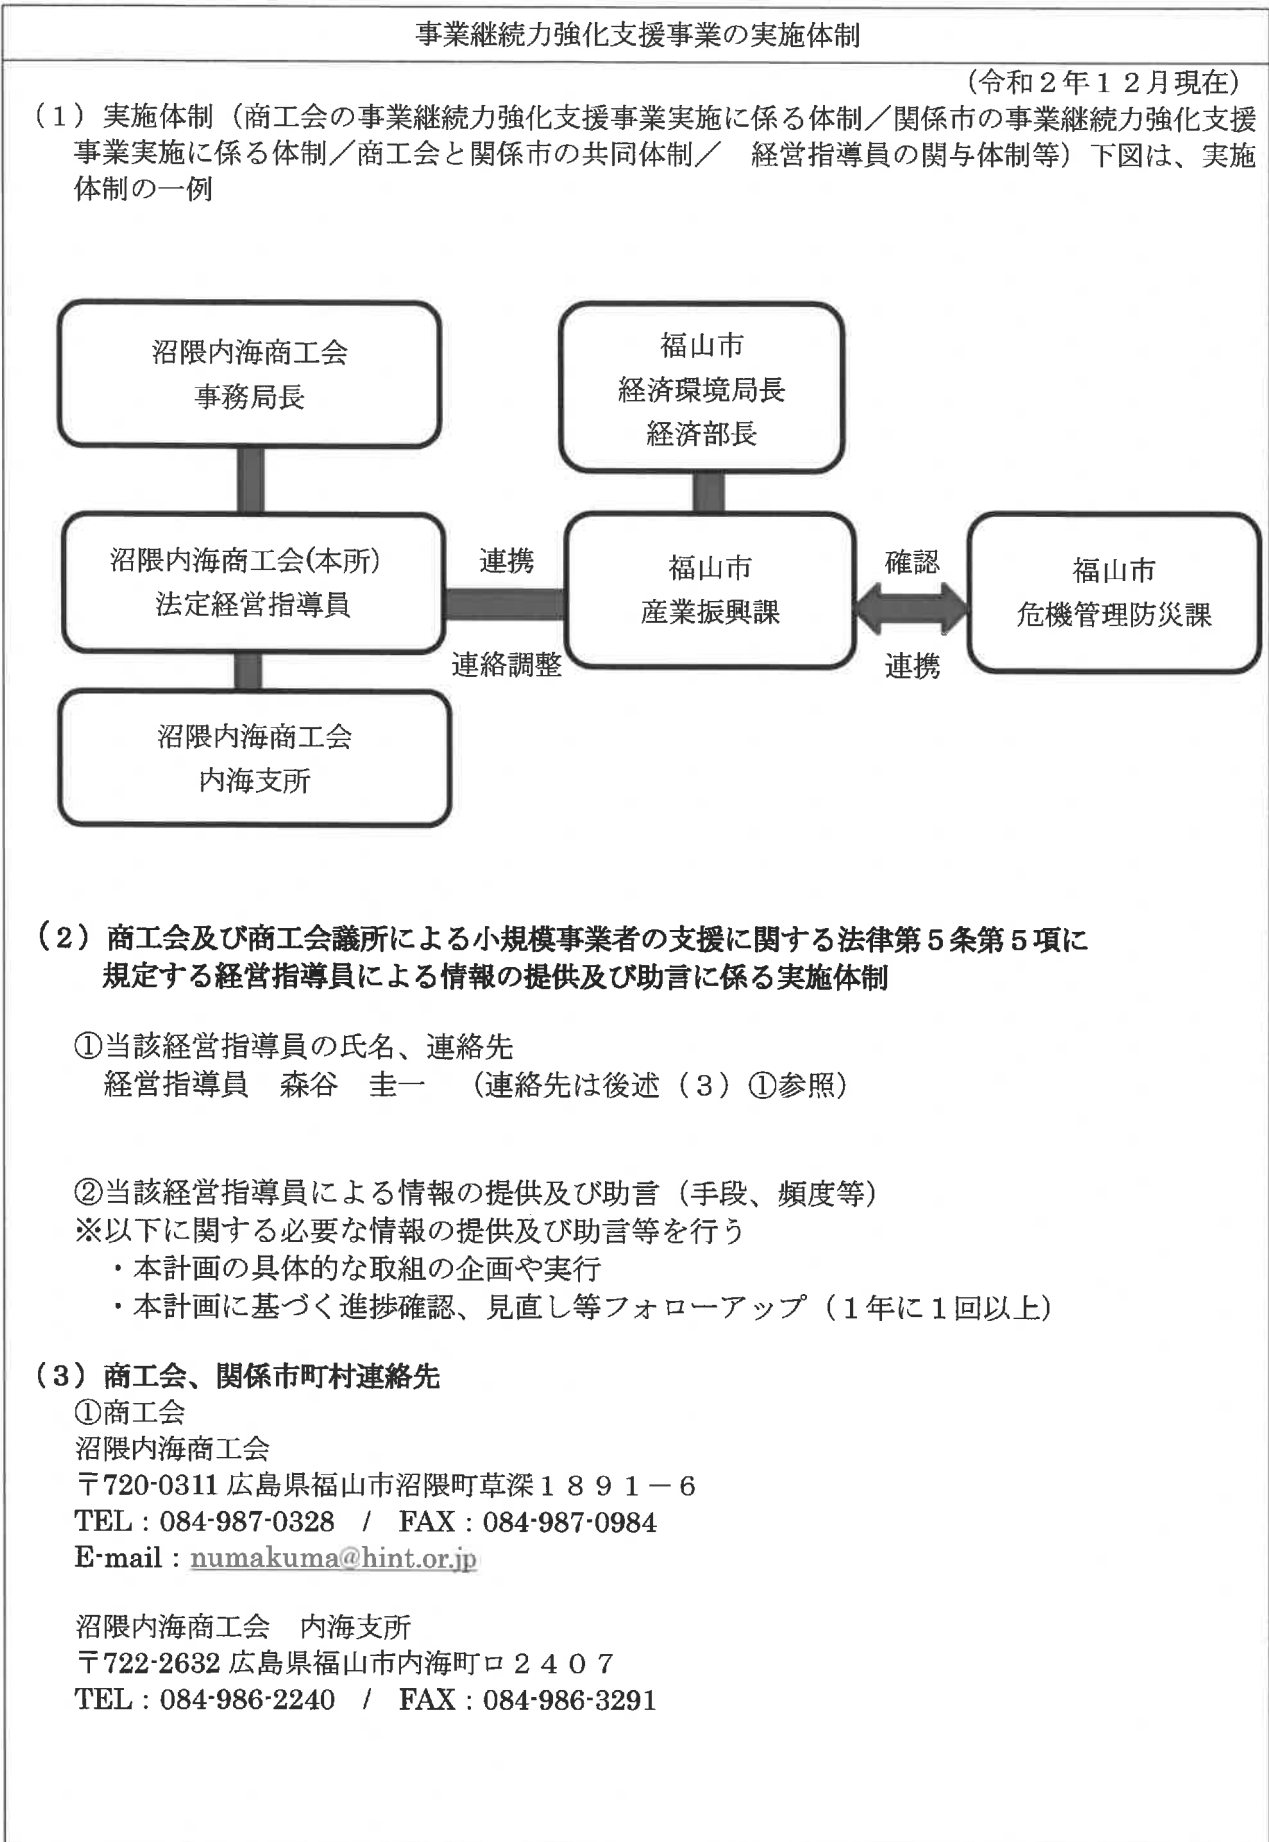 事業継続力強化支援事業の実施体制
(令和２年１２月現在)
（１）実施体制（商工会の事業継続力強化支援事業実施に係る体制／関係市の事業継続力強化支援
事業実施に係る体制／商工会と関係市の共同体制／　経営指導員の関与体制等）下図は、実施
体制の一例
沼隈内海商工会
事務局長
福山市
経済環境局長
経済部長
沼隈内海商工会(本所)
法定経営指導員
連携
連絡調整
福山市
産業振興課
確認
連携
福山市
危機管理防災課
沼隈内海商工会
内海支所
（２）商工会及び商工会議所による小規模事業者の支援に関する法律第５条第５項に
規定する経営指導員による情報の提供及び助言に係る実施体制
①当該経営指導員の氏名、連絡先
経営指導員　森谷　圭一　（連絡先は後述（３）①参照）
②当該経営指導員による情報の提供及び助言（手段、頻度等）
※以下に関する必要な情報の提供及び助言等を行う
・本計画の具体的な取組の企画や実行
・本計画に基づく進捗確認、見直し等フォローアップ（１年に１回以上）
（３）商工会、関係市町村連絡先
①商工会
沼隈内海商工会
〒720-0311 広島県福山市沼隈町草深１８９１－６
TEL：084-987-0328　/　FAX：084-987-0984
E-mail：numakuma@hint.or.jp
沼隈内海商工会　内海支所
〒722-2632 広島県福山市内海町ロ２４０７
TEL：084-986-2240　/　FAX：084-986-3291